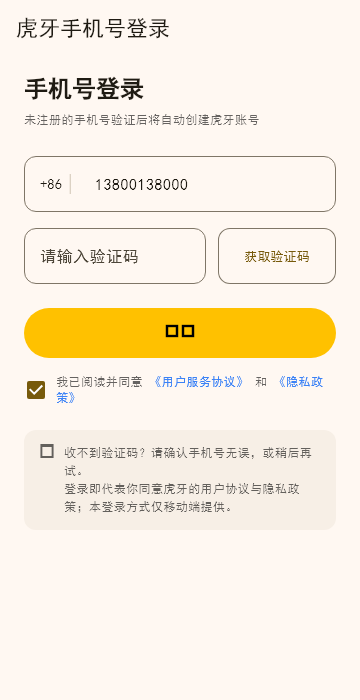 虎牙手机号登录
手机号登录
未注册的手机号验证后将自动创建虎牙账号
+86 13800138000
请输入验证码 获取验证码
我已阅读并同意 《用户服务协议》 和 《隐私政
策》
收不到验证码？请确认手机号无误，或稍后再
试。
登录即代表你同意虎牙的用户协议与隐私政
策；本登录方式仅移动端提供。